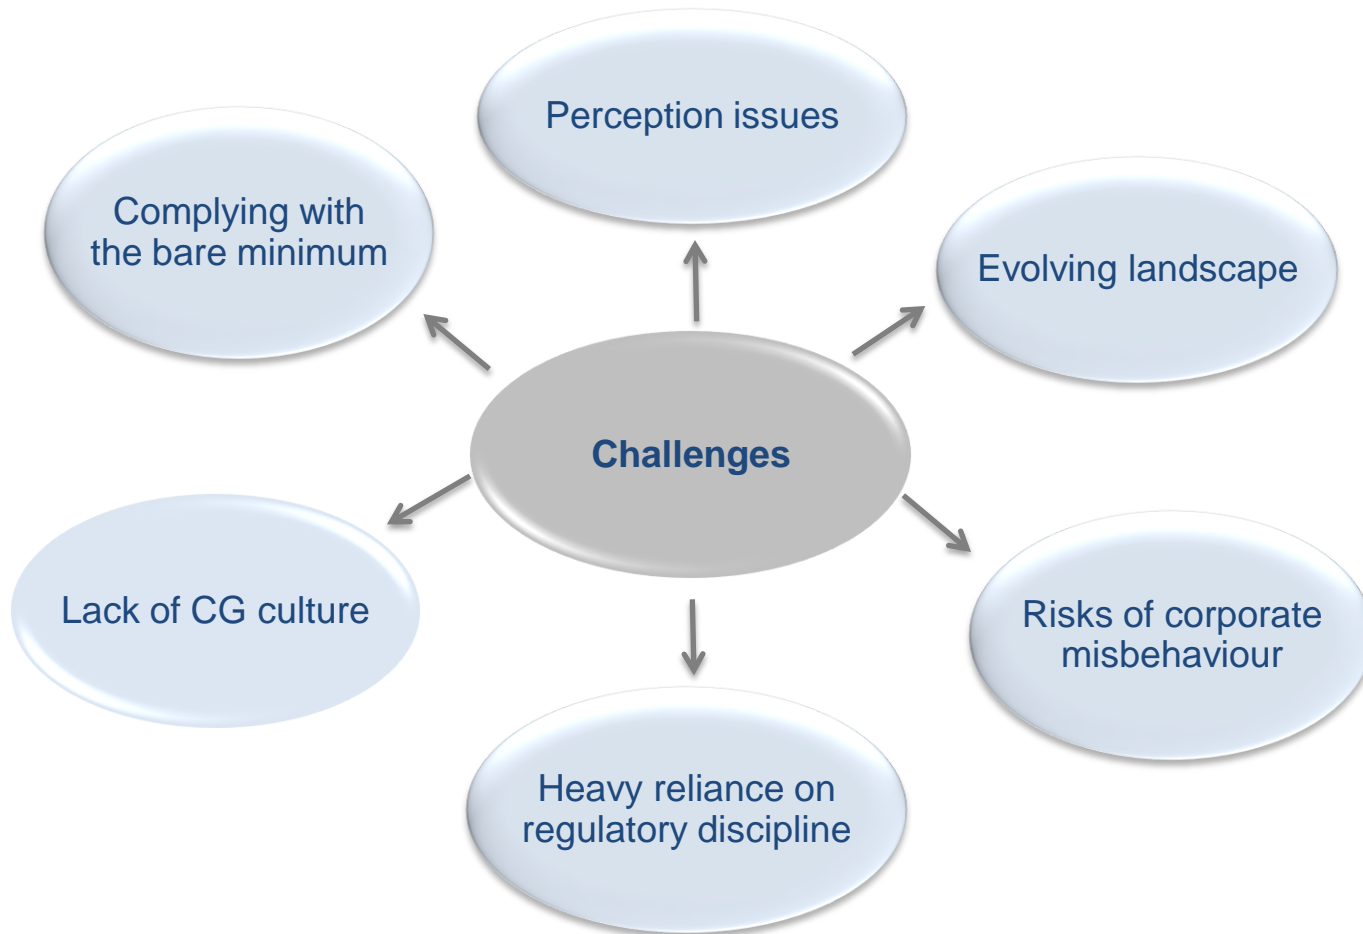 Perception issues
Complying with
the bare minimum
Evolving landscape
Challenges
Lack of CG culture
Risks of corporate
misbehaviour
Heavy reliance on
regulatory discipline